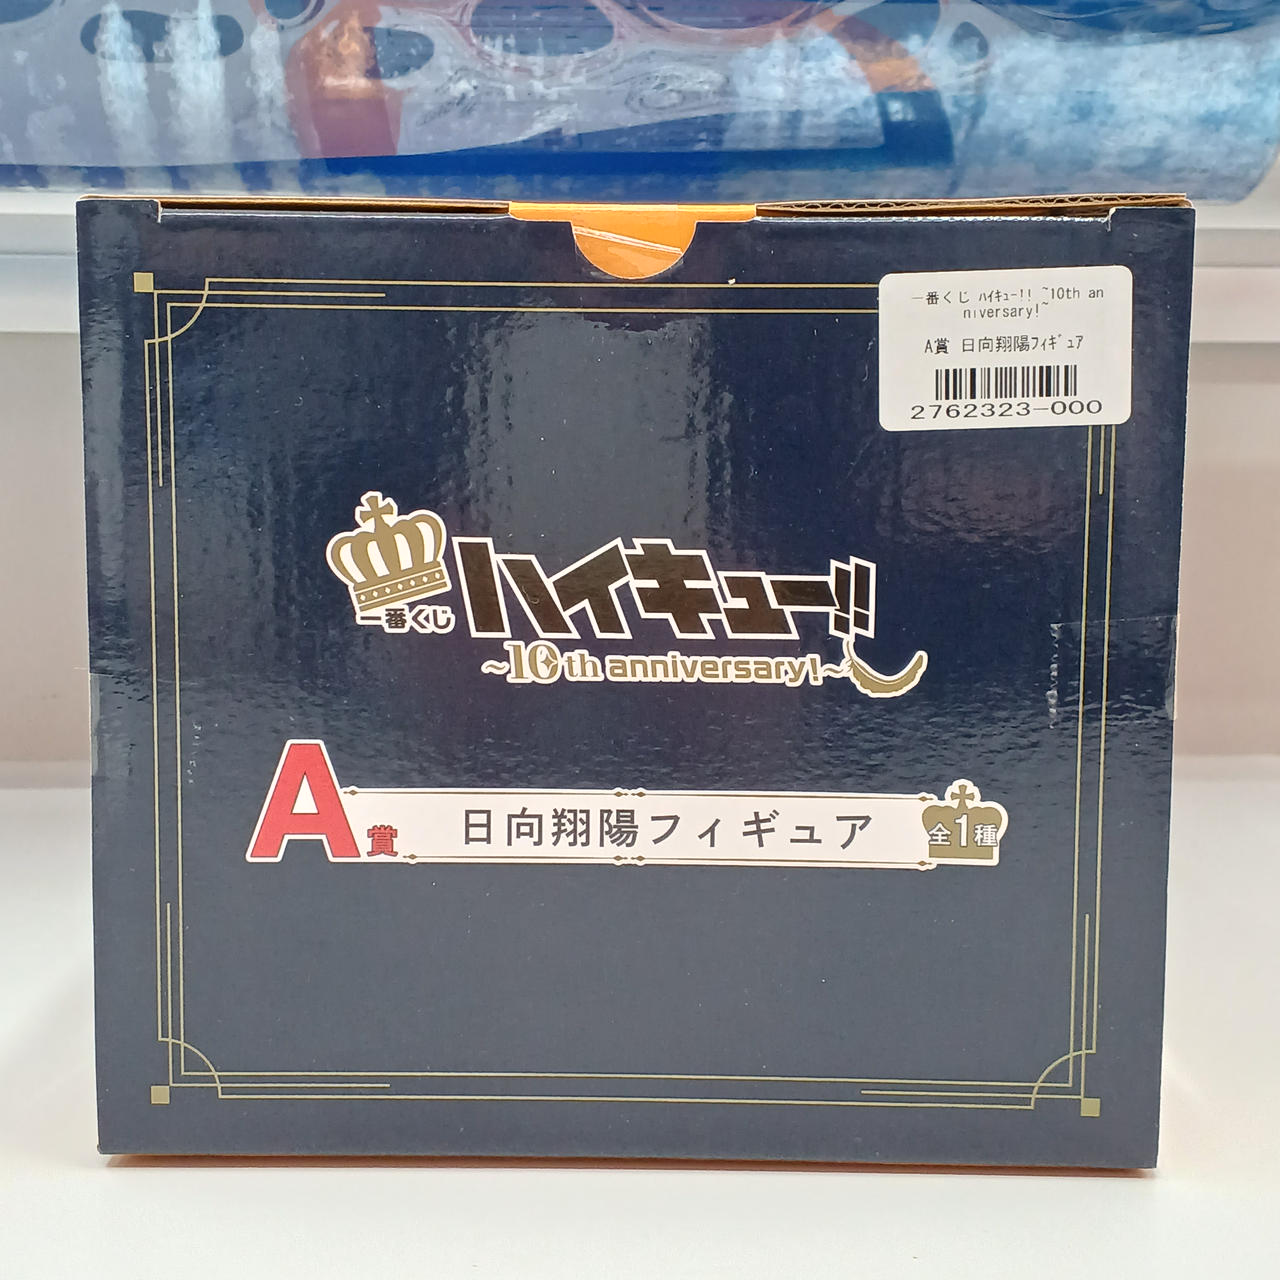 一番くじ ﾊｲｷｭｰ!! ~10th an
niversary!~
A賞 日向翔陽ﾌｨｷﾞｭｱ
2762323-000
一番くじ
ハイキュー!!
~10th anniversary!~
A賞
日向翔陽フィギュア
全1種